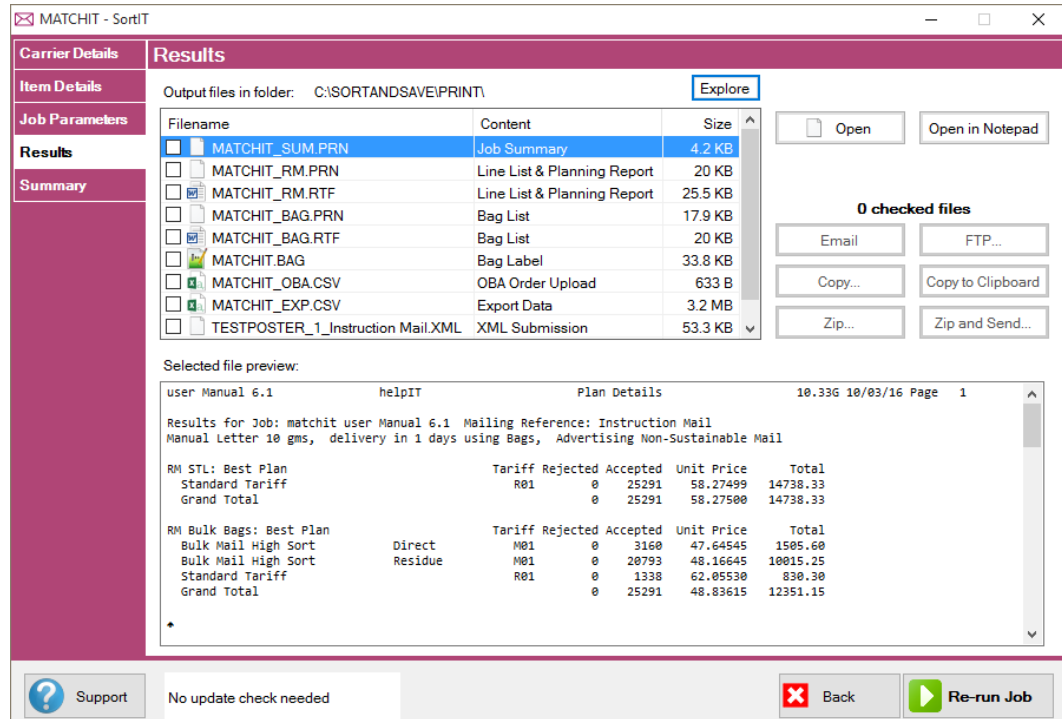 MATCHIT - SortIT
Carrier Details
Item Details
Job Parameters
Results
Summary
Results
Output files in folder: C:\SORTANDSAVE\PRINT\
Explore
Filename Content Size
MATCHIT_SUM.PRN Job Summary 4.2 KB
MATCHIT_RM.PRN Line List & Planning Report 20 KB
MATCHIT_RM.RTF Line List & Planning Report 25.5 KB
MATCHIT_BAG.PRN Bag List 17.9 KB
MATCHIT_BAG.RTF Bag List 20 KB
MATCHIT.BAG Bag Label 33.8 KB
MATCHIT_OBA.CSV OBA Order Upload 633 B
MATCHIT_EXP.CSV Export Data 3.2 MB
TESTPOSTER_1_Instruction Mail.XML XML Submission 53.3 KB
Open Open in Notepad
0 checked files
Email FTP...
Copy... Copy to Clipboard
Zip... Zip and Send...
Selected file preview:
user Manual 6.1 helpIT Plan Details 10.33G 10/03/16 Page 1
Results for Job: matchit user Manual 6.1 Mailing Reference: Instruction Mail
Manual Letter 10 gms, delivery in 1 days using Bags, Advertising Non-Sustainable Mail
RM STL: Best Plan Tariff Rejected Accepted Unit Price Total
Standard Tariff R01 0 25291 58.27499 14738.33
Grand Total 0 25291 58.27500 14738.33
RM Bulk Bags: Best Plan Tariff Rejected Accepted Unit Price Total
Bulk Mail High Sort Direct M01 0 3160 47.64545 1505.60
Bulk Mail High Sort Residue M01 0 20793 48.16645 10015.25
Standard Tariff R01 0 1338 62.05530 830.30
Grand Total 0 25291 48.83615 12351.15
Support
No update check needed
Back
Re-run Job